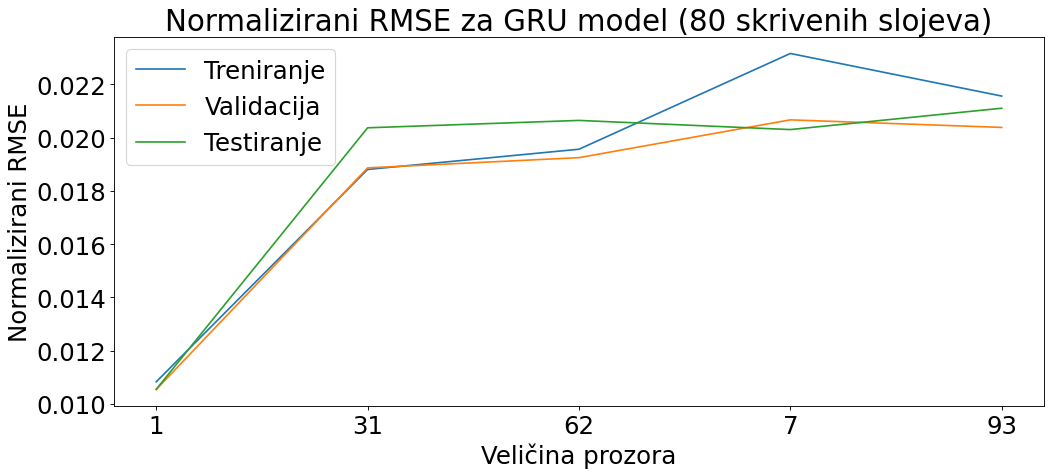 Normalizirani RMSE za GRU model (80 skrivenih slojeva)
Treniranje
Validacija
Testiranje
Normalizirani RMSE
0.022
0.020
0.018
0.016
0.014
0.012
0.010
1 31 62 7 93
Veličina prozora